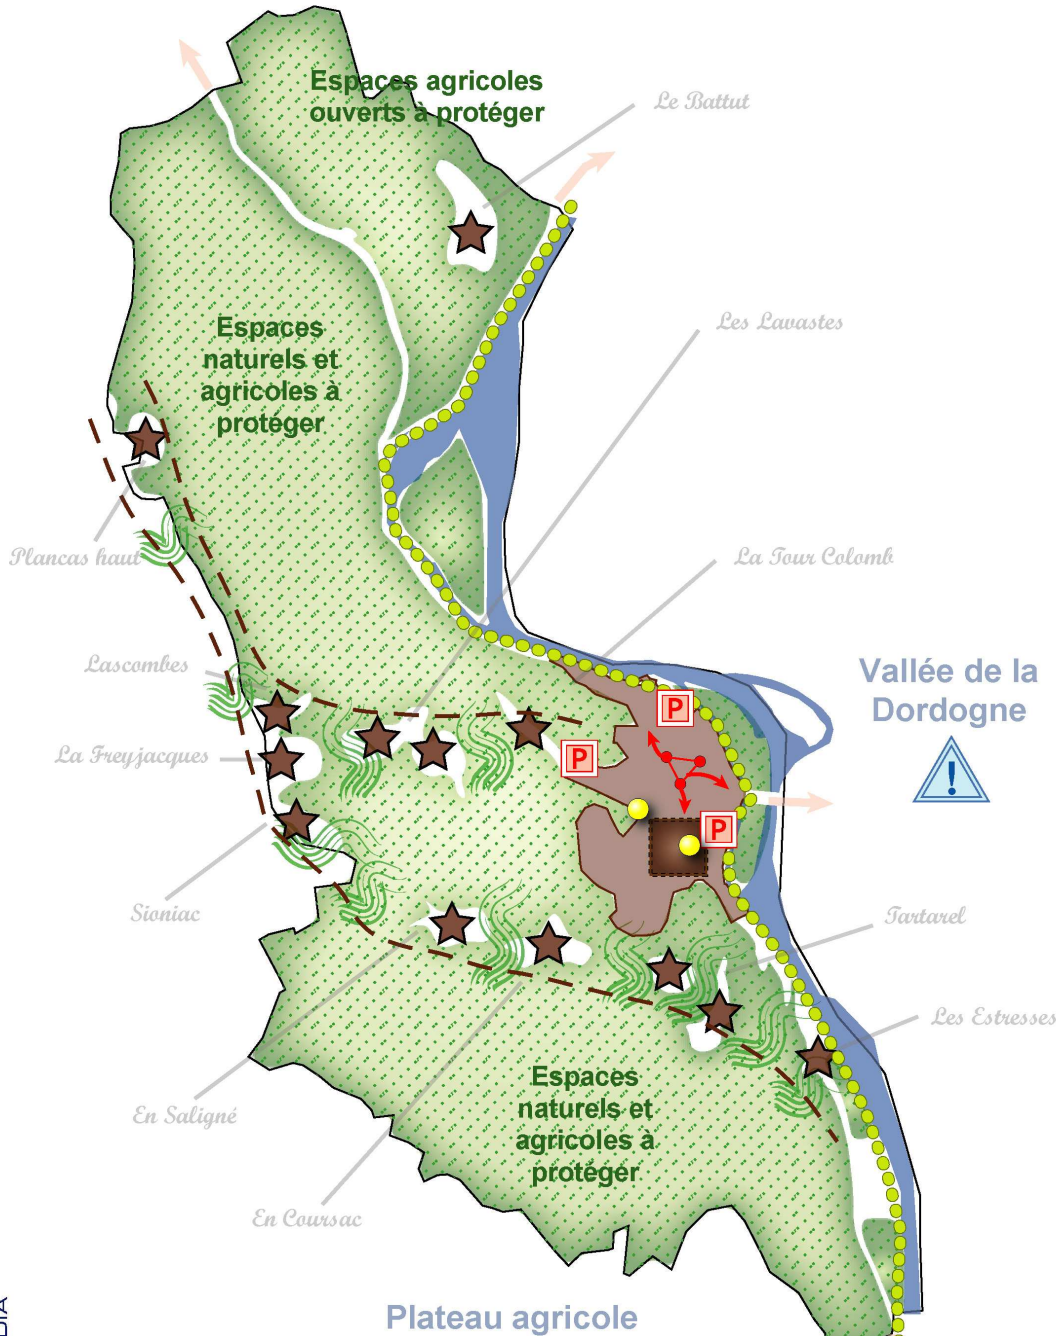 Espaces agricoles
ouverts à protéger
Le Battut
Espaces
naturels et
agricoles à
protéger
Les Lavastes
Plancas haut
La Tour Colomb
Lascombes
Vallée de la
Dordogne
!
P
La Freyjacques
P
P
Sioniac
Tartarel
Les Estresses
En Saligné
Espaces
naturels et
agricoles à
protéger
En Coursac
Plateau agricole